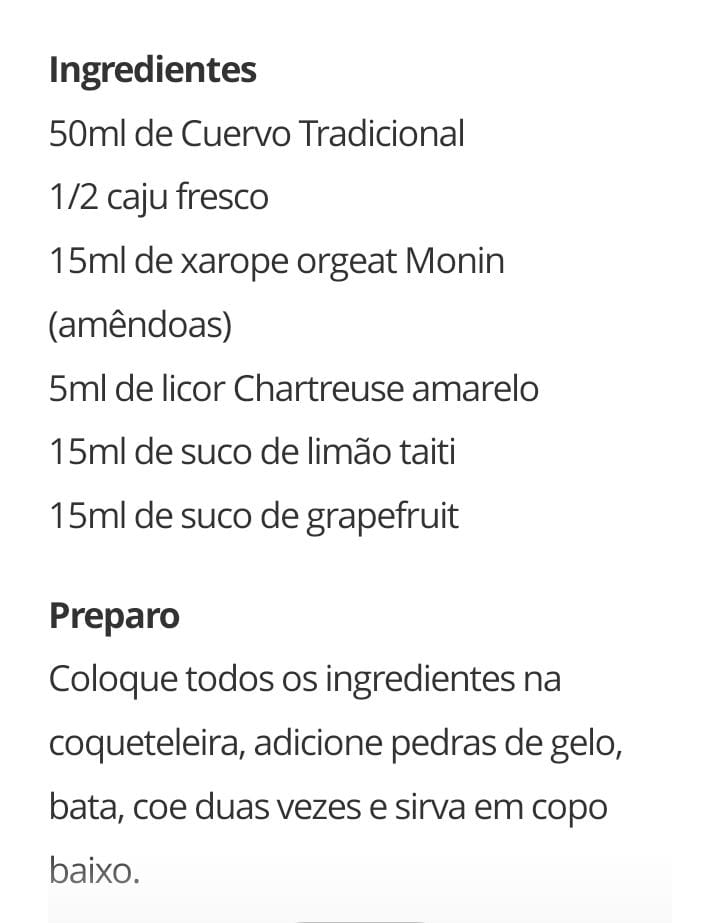 Ingredientes
50ml de Cuervo Tradicional
1/2 caju fresco
15ml de xarope orgeat Monin
(amêndoas)
5ml de licor Chartreuse amarelo
15ml de suco de limão taiti
15ml de suco de grapefruit
Preparo
Coloque todos os ingredientes na
coqueteleira, adicione pedras de gelo,
bata, coe duas vezes e sirva em copo
baixo.